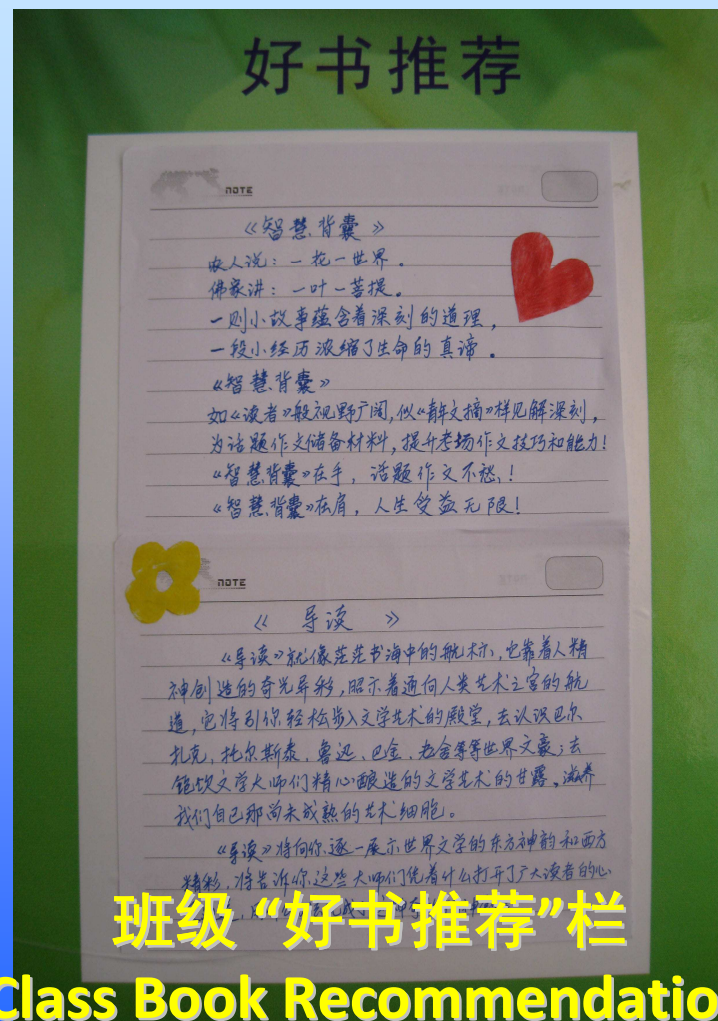 好书推荐
NOTE
《智慧背囊》
家人说：一花一世界。
佛家讲：一叶一菩提。
一则小故事蕴含着深刻的道理，
一段小经历浓缩了生命的真谛。
《智慧背囊》
如《读者》般视野广阔，似《青年文摘》样见解深刻，
为话题作文储备材料，提升考场作文技巧和能力！
《智慧背囊》在手，话题作文不愁！
《智慧背囊》在肩，人生受益无限！
NOTE
《 导读 》
《导读》就像茫茫书海中的航标，它靠着人精
神创造的奇光异彩，昭示着通向人类艺术之宫的航
道，它将引你轻松步入文学艺术的殿堂，去认识巴尔
扎克、托尔斯泰、鲁迅、巴金、老舍等等世界文豪；去
饱饮文学大师们精心酿造的文学艺术的甘露、滋养
我们自己那尚未成熟的艺术细胞。
《导读》将向你逐一展示世界文学的东方神韵和西方
精彩，将告诉你这些大师们凭着什么打开了广大读者的心
班级“好书推荐”栏
Class Book Recommendatio